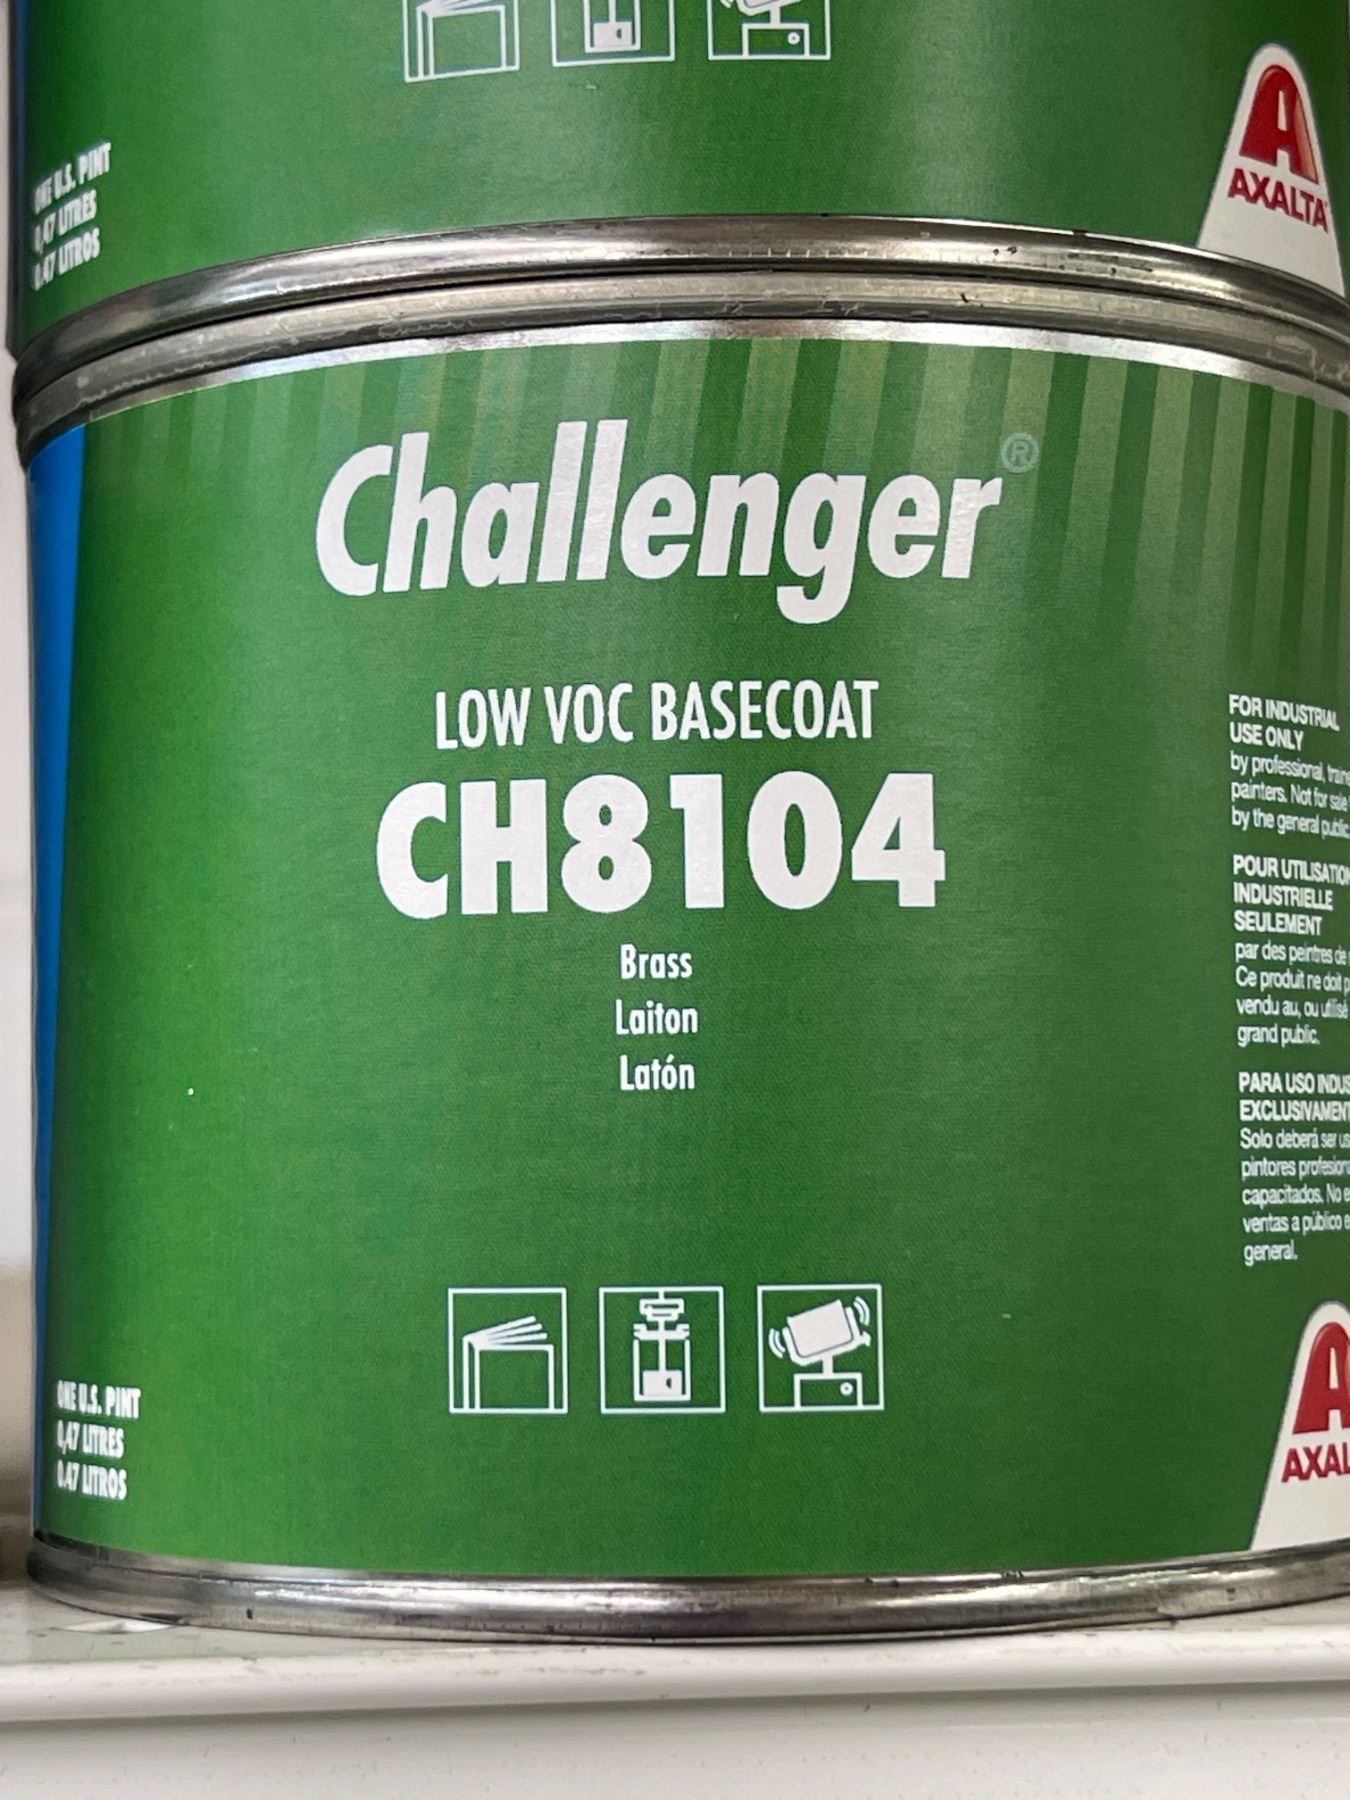 ONE U.S. PINT
0,47 LITRES
0.47 LITROS
AXALTA
Challenger®
LOW VOC BASECOAT
CH8104
Brass
Laiton
Latón
FOR INDUSTRIAL
USE ONLY
by professional,
painters. Not for sale
by the general public.
POUR UTILISATION
INDUSTRIELLE
SEULEMENT
par des peintres de
Ce produit ne doit
vendu au, ou utilisé
grand public.
PARA USO
Solo deberá ser
pintores
capacitados. No
ventas a público
general.
ONE U.S. PINT
0,47 LITRES
0.47 LITROS